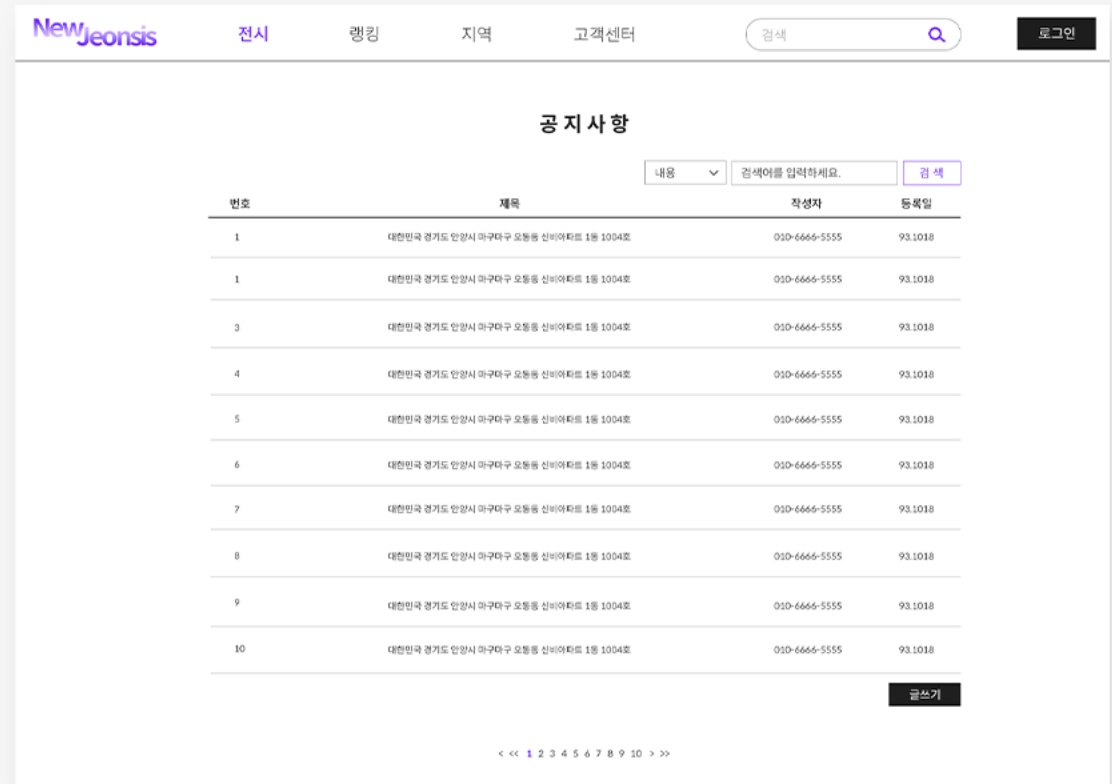 NewJeonsis 전시 랭킹 지역 고객센터 검색 로그인
공지사항
내용 검색어를 입력하세요. 검색
번호 제목 작성자 등록일
1 대한민국 경기도 안양시 마구마구 오동통 신비아파트 1동 1004호 010-6666-5555 93.1018
1 대한민국 경기도 안양시 마구마구 오동통 신비아파트 1동 1004호 010-6666-5555 93.1018
3 대한민국 경기도 안양시 마구마구 오동통 신비아파트 1동 1004호 010-6666-5555 93.1018
4 대한민국 경기도 안양시 마구마구 오동통 신비아파트 1동 1004호 010-6666-5555 93.1018
5 대한민국 경기도 안양시 마구마구 오동통 신비아파트 1동 1004호 010-6666-5555 93.1018
6 대한민국 경기도 안양시 마구마구 오동통 신비아파트 1동 1004호 010-6666-5555 93.1018
7 대한민국 경기도 안양시 마구마구 오동통 신비아파트 1동 1004호 010-6666-5555 93.1018
8 대한민국 경기도 안양시 마구마구 오동통 신비아파트 1동 1004호 010-6666-5555 93.1018
9 대한민국 경기도 안양시 마구마구 오동통 신비아파트 1동 1004호 010-6666-5555 93.1018
10 대한민국 경기도 안양시 마구마구 오동통 신비아파트 1동 1004호 010-6666-5555 93.1018
글쓰기
< << 1 2 3 4 5 6 7 8 9 10 > >>